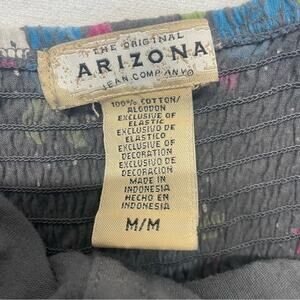 THE ORIGINAL
ARIZONA
JEAN COMPANY®
100% COTTON/
ALGODON
EXCLUSIVE OF
ELASTIC
EXCLUSIVO DE
ELASTICO
EXCLUSIVE OF
DECORATION
EXCLUSIVO DE
DECORACION
MADE IN
INDONESIA
HECHO EN
INDONESIA
M/M